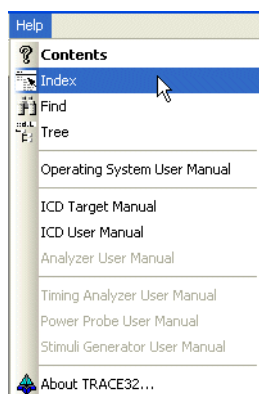 Help
Contents
Index
Find
Tree
Operating System User Manual
ICD Target Manual
ICD User Manual
Analyzer User Manual
Timing Analyzer User Manual
Power Probe User Manual
Stimuli Generator User Manual
About TRACE32...